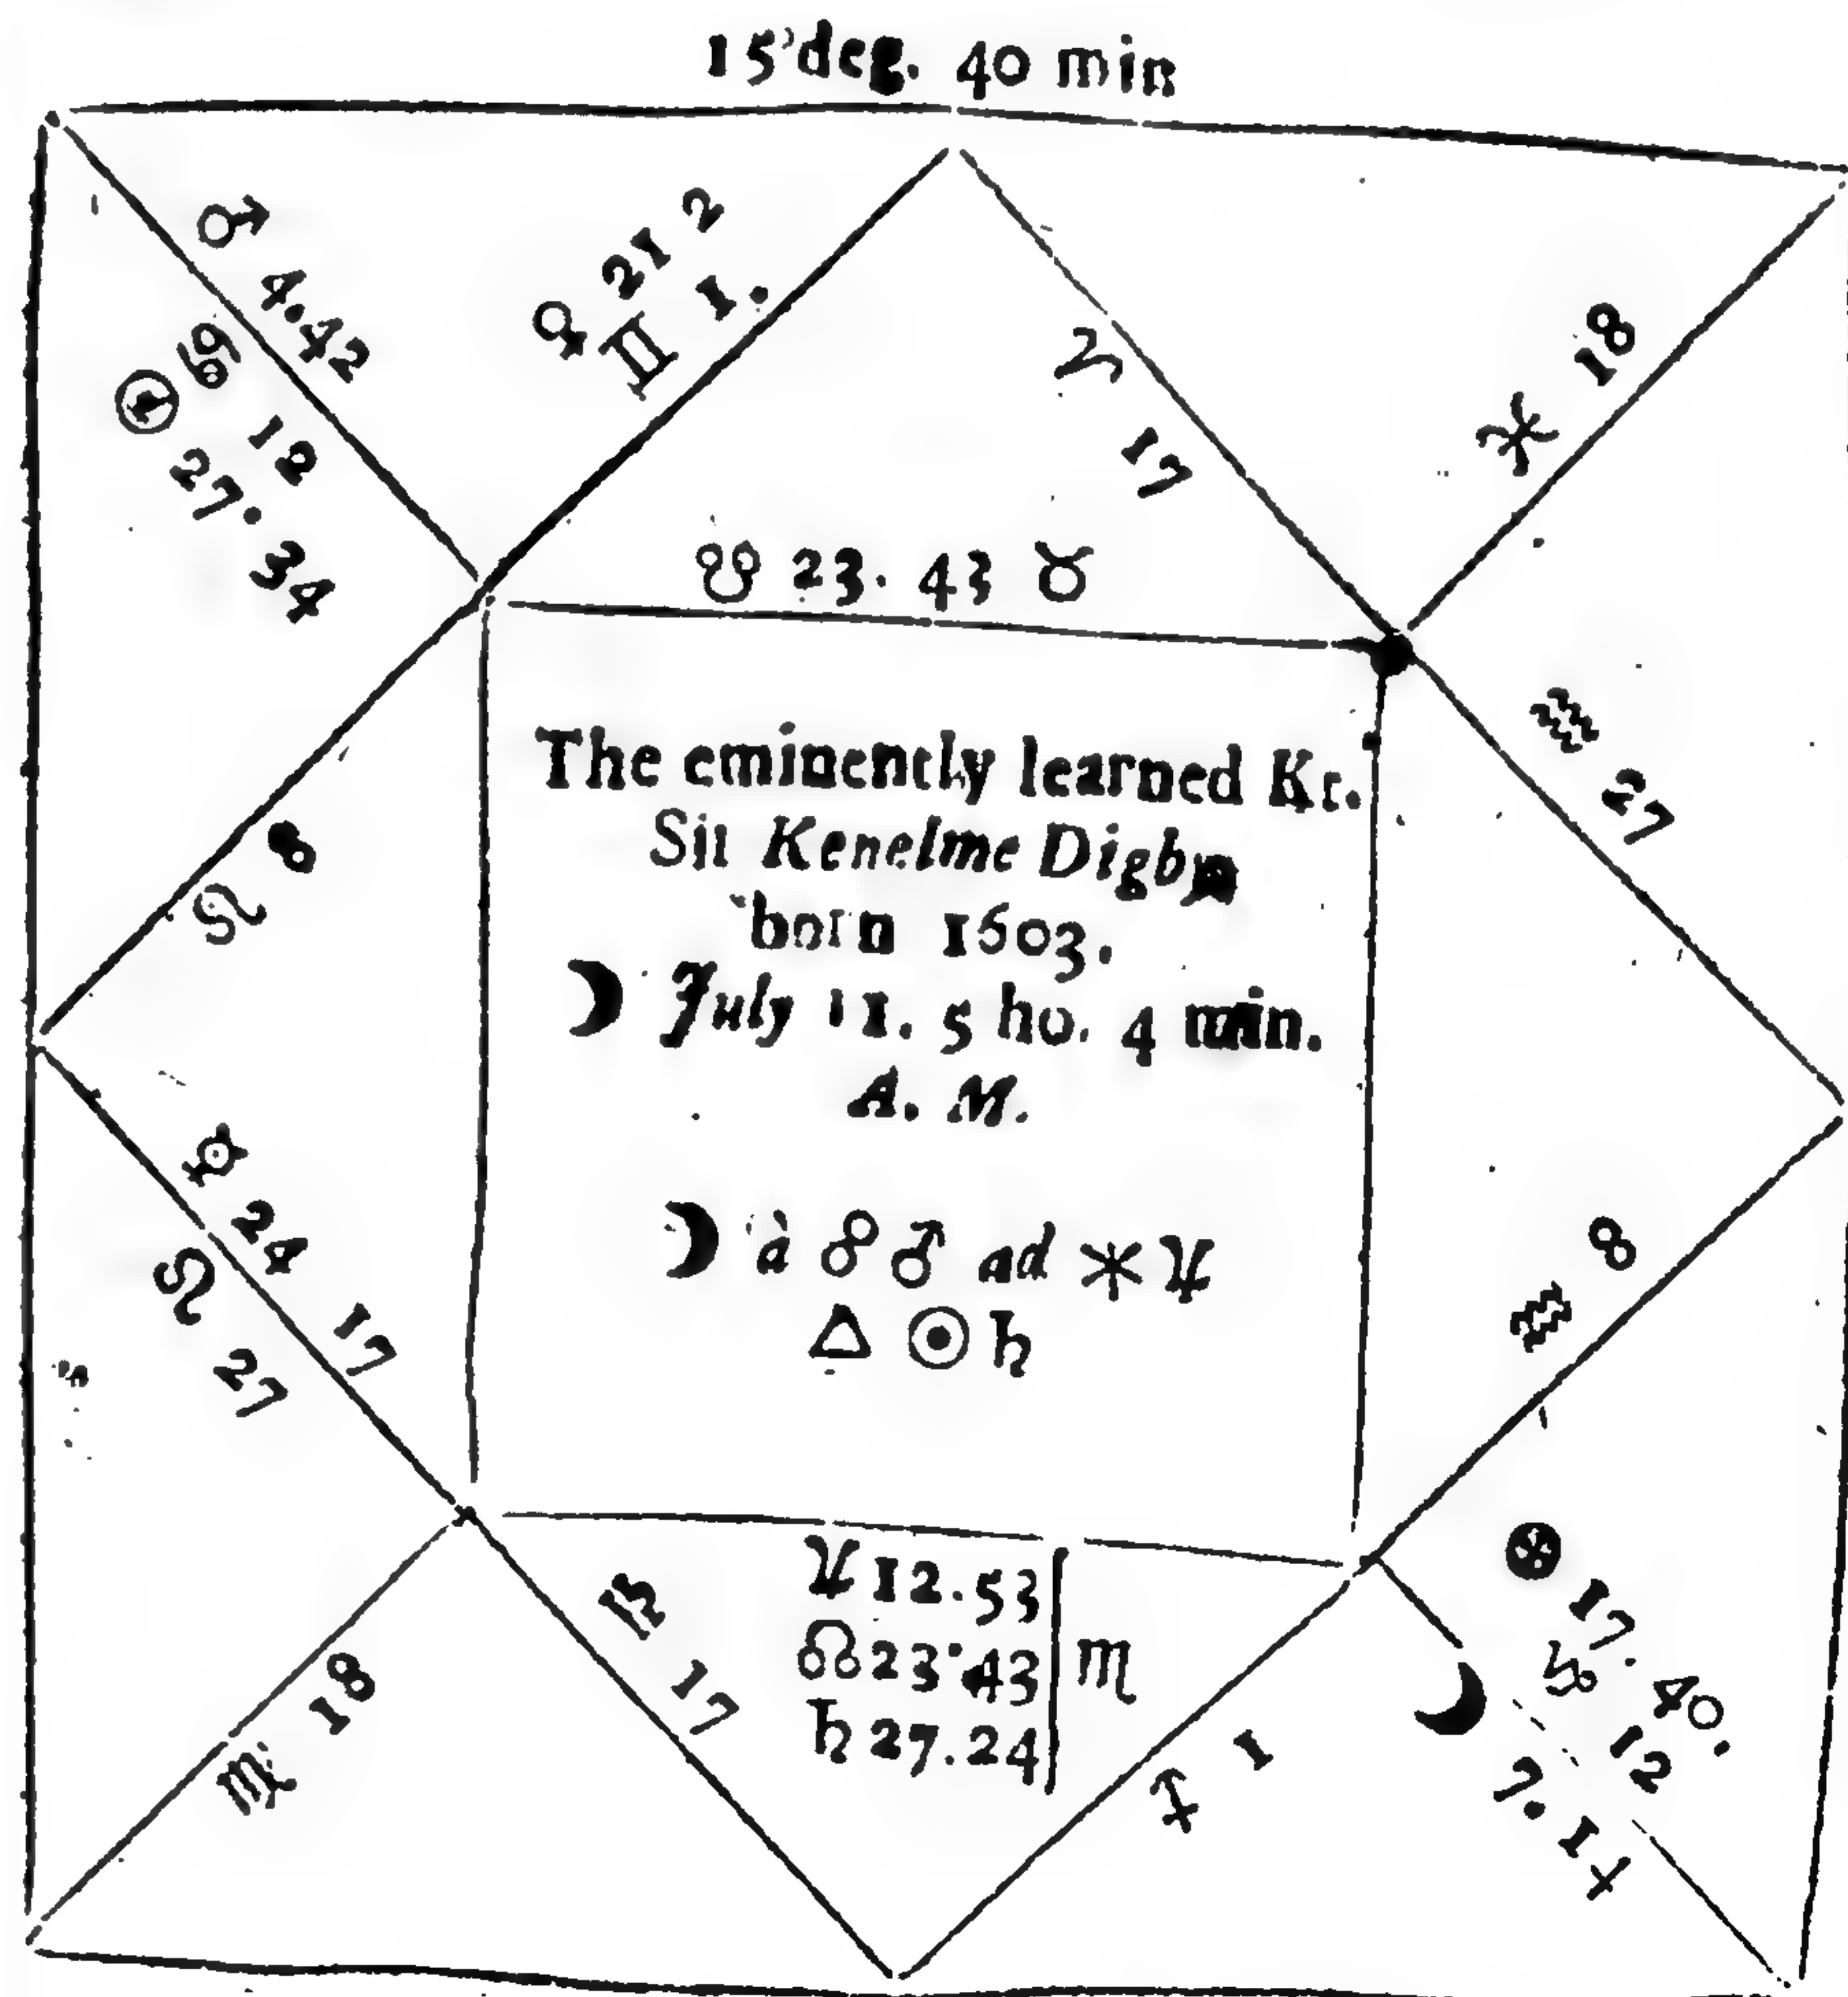 15 deg. 40 min
♂ 4.42
♋ 12
☉ 27.34
♀ 21 2
♊ 1.
♈ 17
♓ 18
☋ 23. 43 ♉
♒ 27
♌ 8
The eminently learned Kt.
Sir Kenelme Digby
born 1603.
☽ July 11. 5 ho. 4 min.
A. M.
☽ à ☍ ♂ ad ⚹ ♃
△ ☉ ♄
☿ 24 17
♌ 27
♒ 8
♍ 18
♎ 17
♃ 12.53
☊ 23.43 ♏
♄ 27.24
♐ 1
⊗ 17. 40.
♑ 12
☽ 7.